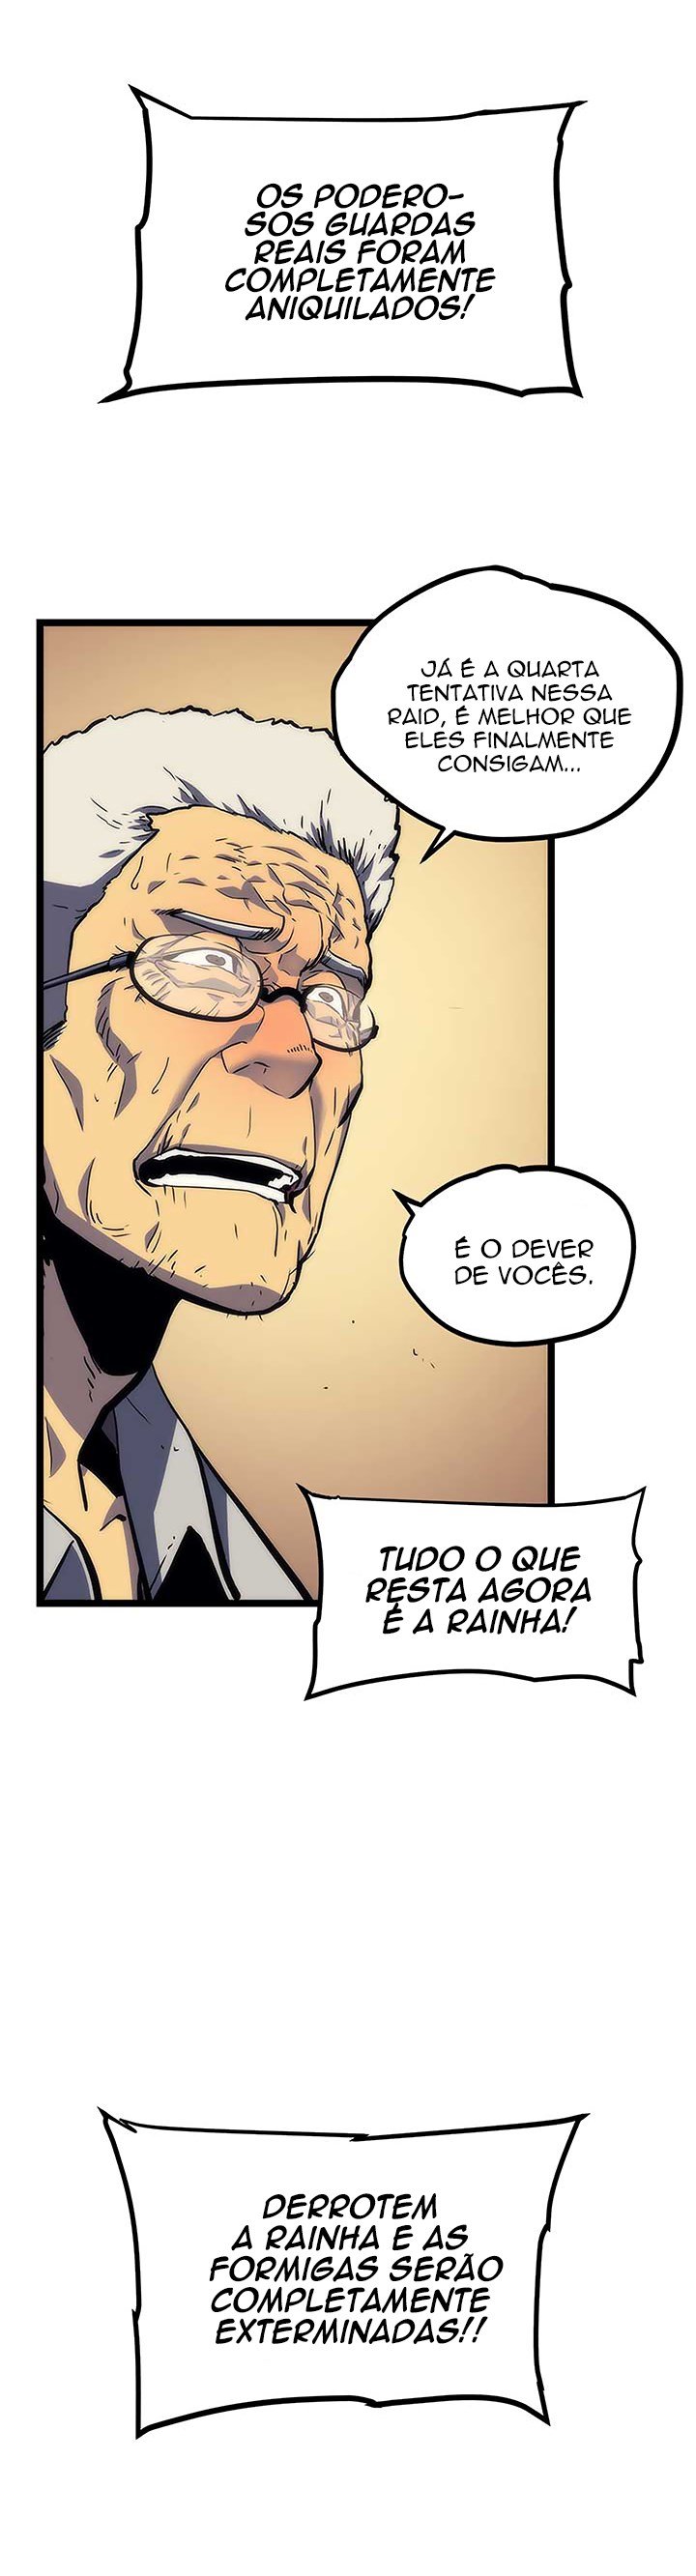 OS PODERO-
SOS GUARDAS
REAIS FORAM
COMPLETAMENTE
ANIQUILADOS!
JÁ É A QUARTA
TENTATIVA NESSA
RAID, É MELHOR QUE
ELES FINALMENTE
CONSIGAM...
É O DEVER
DE VOCÊS.
TUDO O QUE
RESTA AGORA
É A RAINHA!
DERROTEM
A RAINHA E AS
FORMIGAS SERÃO
COMPLETAMENTE
EXTERMINADAS!!